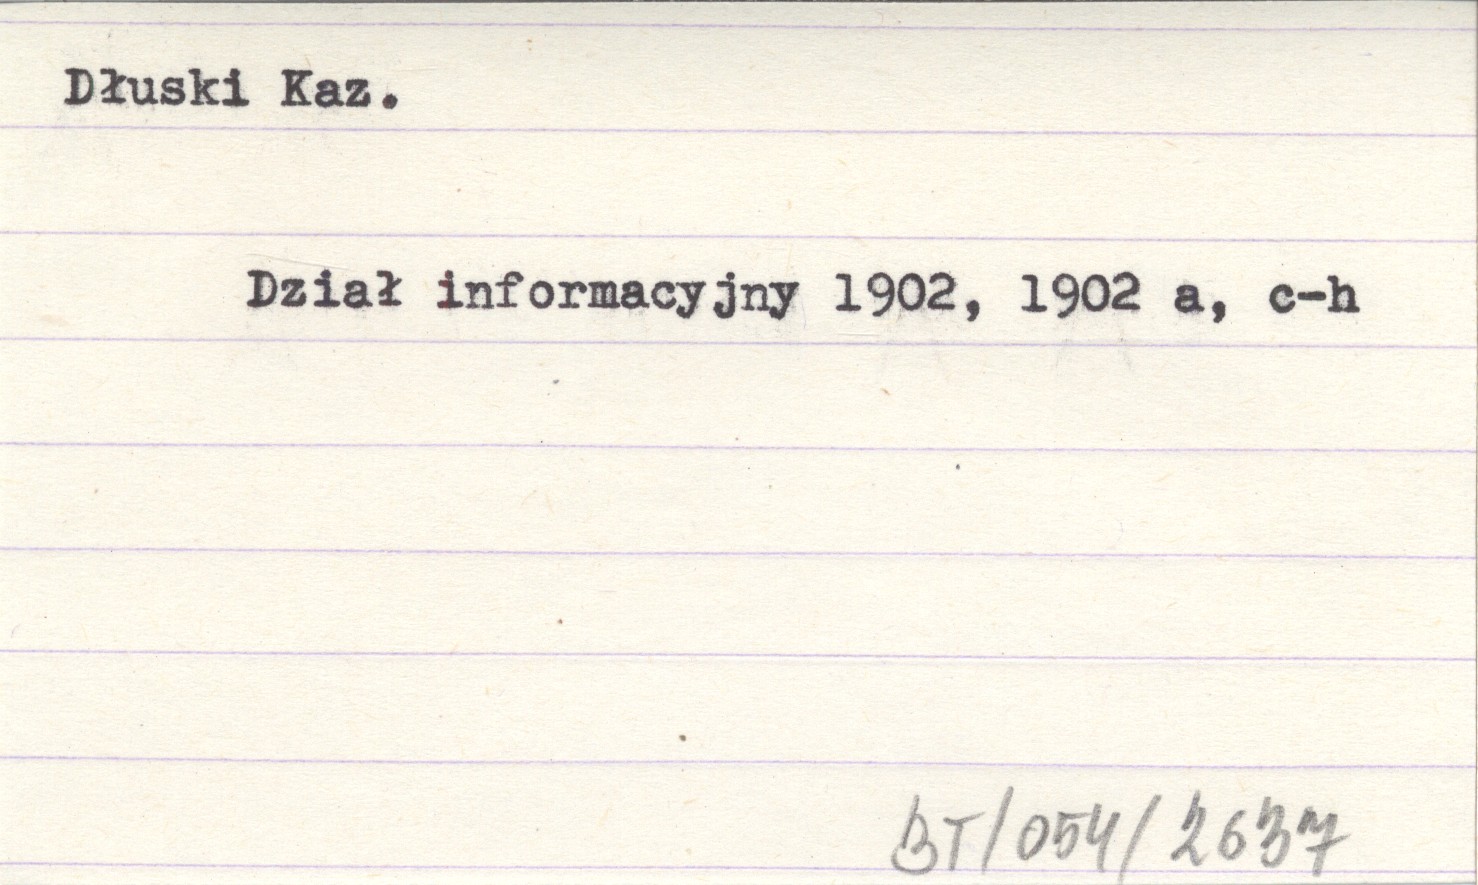 Dłuski Kaz.
Dział informacyjny 1902, 1902 a, c-h
BT/054/2637